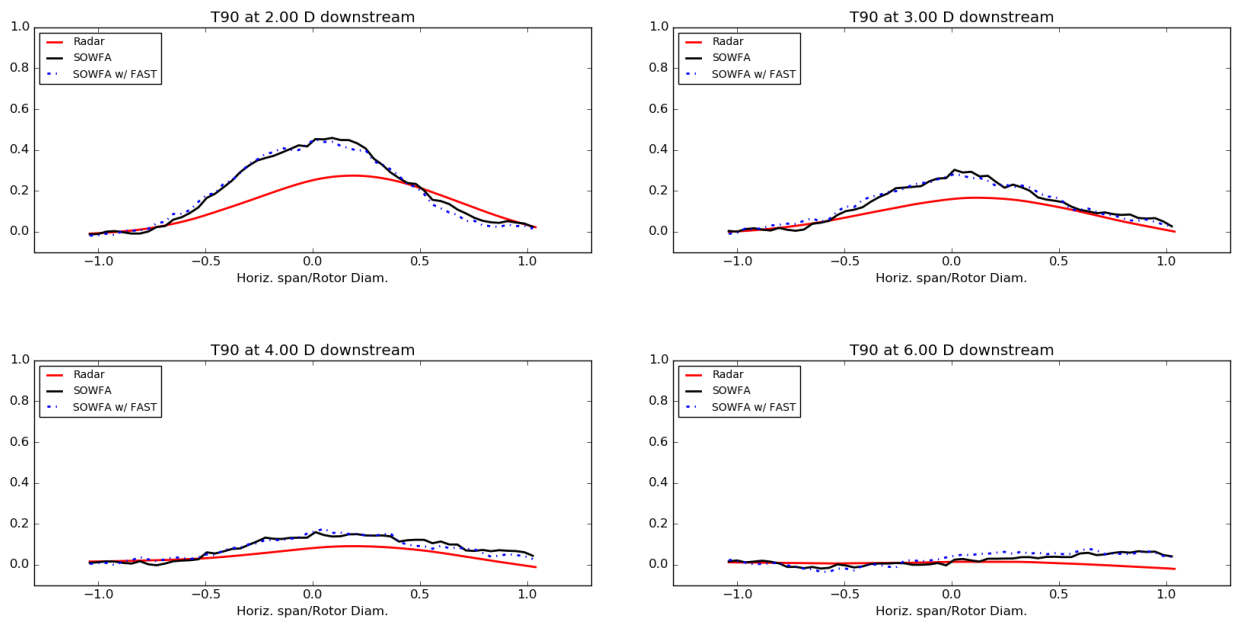 T90 at 2.00 D downstream
1.0
0.8
0.6
0.4
0.2
0.0
Radar
SOWFA
SOWFA w/ FAST
−1.0 −0.5 0.0 0.5 1.0
Horiz. span/Rotor Diam.
T90 at 3.00 D downstream
1.0
0.8
0.6
0.4
0.2
0.0
Radar
SOWFA
SOWFA w/ FAST
−1.0 −0.5 0.0 0.5 1.0
Horiz. span/Rotor Diam.
T90 at 4.00 D downstream
1.0
0.8
0.6
0.4
0.2
0.0
Radar
SOWFA
SOWFA w/ FAST
−1.0 −0.5 0.0 0.5 1.0
Horiz. span/Rotor Diam.
T90 at 6.00 D downstream
1.0
0.8
0.6
0.4
0.2
0.0
Radar
SOWFA
SOWFA w/ FAST
−1.0 −0.5 0.0 0.5 1.0
Horiz. span/Rotor Diam.